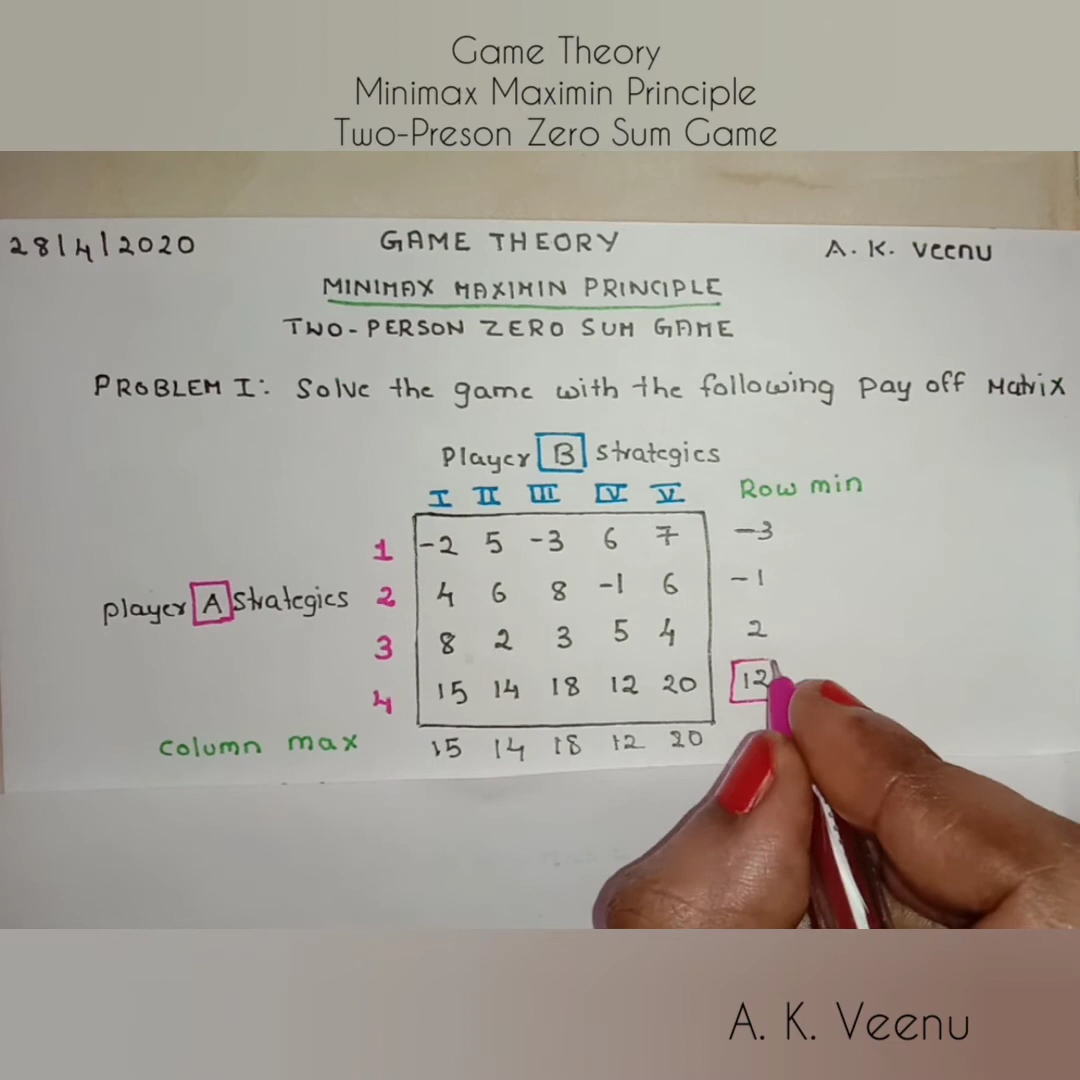 Game Theory
Minimax Maximin Principle
Two-Preson Zero Sum Game
28/4/2020 GAME THEORY A. K. Veenu
MINIMAX MAXIMIN PRINCIPLE
TWO-PERSON ZERO SUM GAME
PROBLEM I: Solve the game with the following Pay off Matrix
Player B Strategies
I II III IV V Row min
1 -2 5 -3 6 7 -3
Player A Strategies 2 4 6 8 -1 6 -1
3 8 2 3 5 4 2
4 15 14 18 12 20 12
Column max 15 14 18 12 20
A. K. Veenu